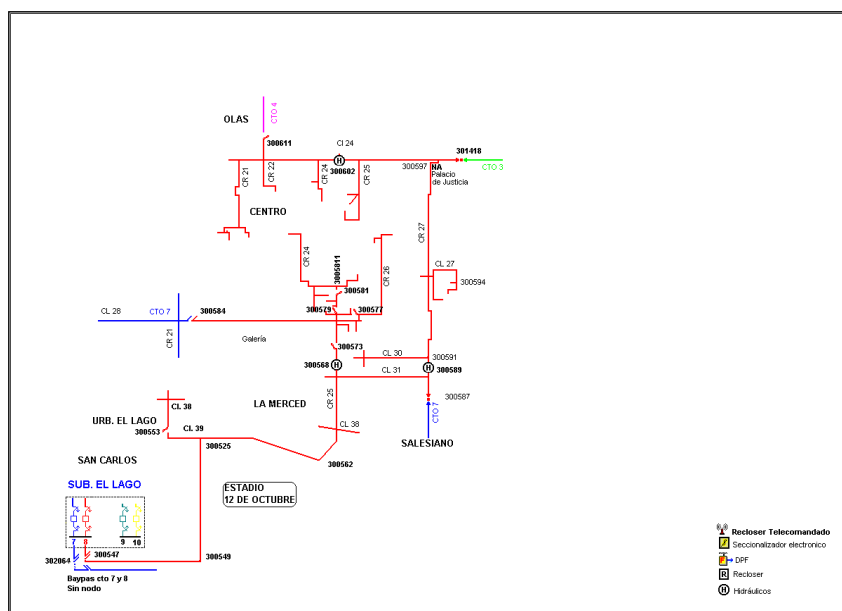 CTO 4
OLAS
300611
Cl 24
301418
CR 21
CR 22
CR 24
300602
CR 25
300597
NA
Palacio
de Justicia
CTO 3
CENTRO
CR 27
CR 24
3005811
CR 26
CL 27
300594
300581
CL 28
CTO 7
300584
300579
300577
CR 21
Galería
300573
CL 30
300591
300568
H
H
H
300589
CL 31
CL 38
CR 25
300587
LA MERCED
CTO 7
URB. EL LAGO
CL 39
300553
CL 38
300525
SALESIANO
SAN CARLOS
300562
SUB. EL LAGO
ESTADIO
12 DE OCTUBRE
7
8
9
10
300547
302064
300549
Baypas cto 7 y 8
Sin nodo
Recloser Telecomandado
Seccionalizador electronico
DPF
R
Recloser
H
Hidráulicos